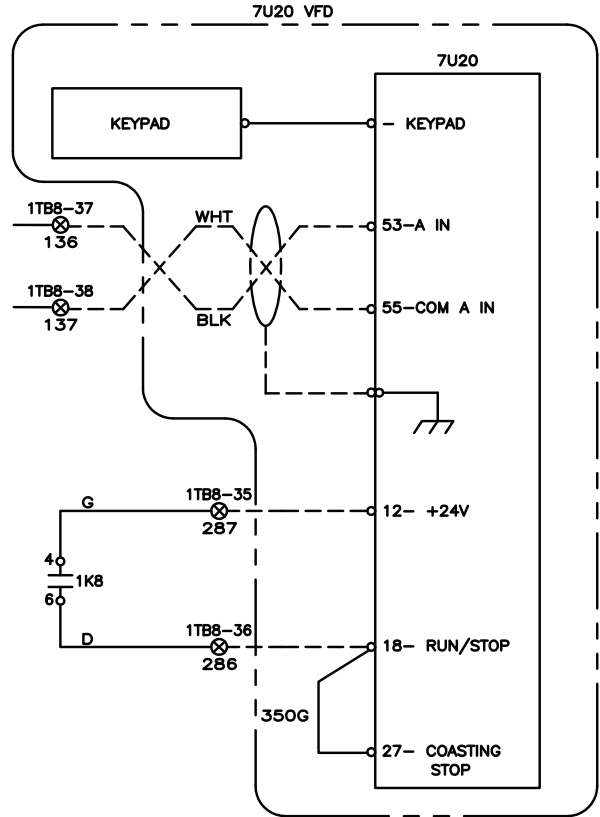 7U20 VFD
7U20
KEYPAD
- KEYPAD
1TB8-37
136
WHT
53-A IN
1TB8-38
137
BLK
55-COM A IN
1TB8-35
G
287
12- +24V
4
1K8
6
1TB8-36
D
286
18- RUN/STOP
350G
27- COASTING
STOP